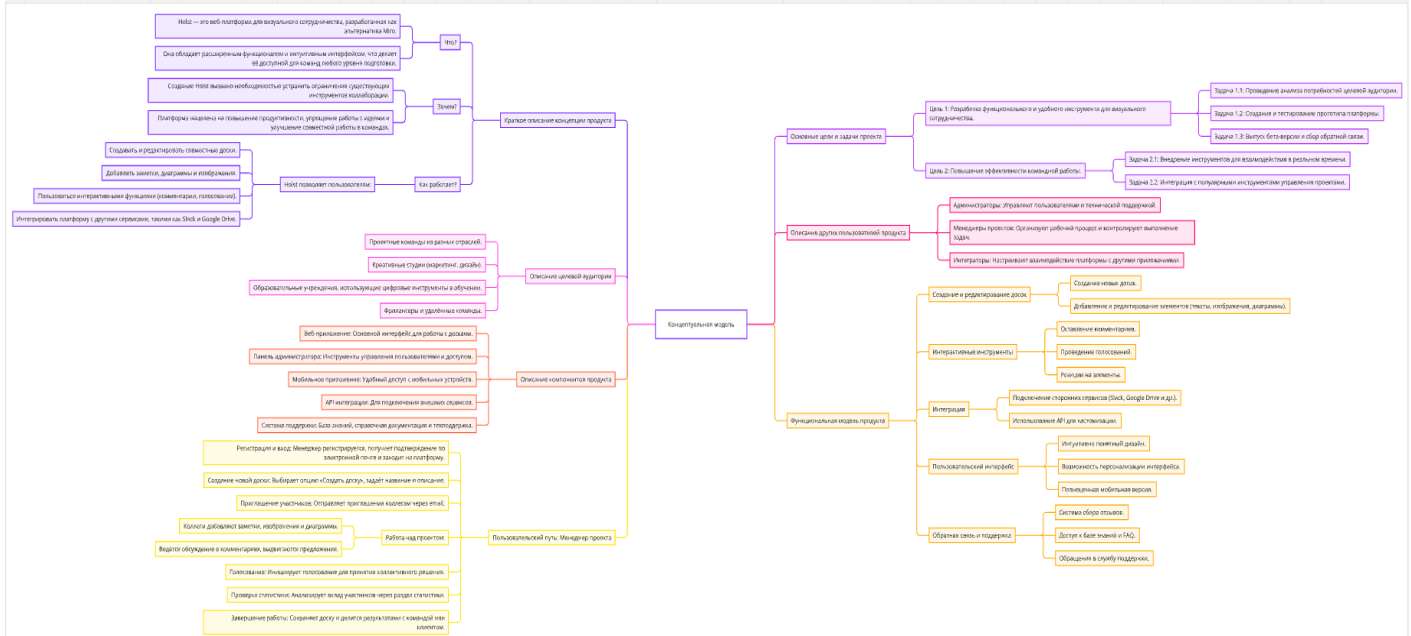 Holst — это веб-платформа для визуального сотрудничества, разработанная как
альтернатива Miro.
Она обладает расширенным функционалом и интуитивным интерфейсом, что делает
её доступной для команд любого уровня подготовки.
Что?
Создание Holst вызвано необходимостью устранить ограничения существующих
инструментов коллаборации.
Платформа нацелена на повышение продуктивности, упрощение работы с идеями и
улучшение совместной работы в командах.
Зачем?
Краткое описание концепции продукта
Создавать и редактировать совместные доски.
Добавлять заметки, диаграммы и изображения.
Пользоваться интерактивными функциями (комментарии, голосование).
Интегрировать платформу с другими сервисами, такими как Slack и Google Drive.
Holst позволяет пользователям:
Как работает?
Проектные команды из разных отраслей.
Креативные студии (маркетинг, дизайн).
Образовательные учреждения, использующие цифровые инструменты в обучении.
Фрилансеры и удалённые команды.
Описание целевой аудитории
Веб-приложение: Основной интерфейс для работы с досками.
Панель администратора: Инструменты управления пользователями и доступом.
Мобильное приложение: Удобный доступ с мобильных устройств.
API интеграции: Для подключения внешних сервисов.
Система поддержки: База знаний, справочная документация и техподдержка.
Описание компонентов продукта
Регистрация и вход: Менеджер регистрируется, получает подтверждение по
электронной почте и заходит на платформу.
Создание новой доски: Выбирает опцию «Создать доску», задаёт название и описание.
Приглашение участников: Отправляет приглашения коллегам через email.
Коллеги добавляют заметки, изображения и диаграммы.
Ведётся обсуждение в комментариях, выдвигаются предложения.
Работа над проектом:
Голосование: Инициирует голосование для принятия коллективного решения.
Проверка статистики: Анализирует вклад участников через раздел статистики.
Завершение работы: Сохраняет доску и делится результатами с командой или
клиентом.
Пользовательский путь: Менеджер проекта
Концептуальная модель
Основные цели и задачи проекта
Цель 1: Разработка функционального и удобного инструмента для визуального
сотрудничества.
Задача 1.1: Проведение анализа потребностей целевой аудитории.
Задача 1.2: Создание и тестирование прототипа платформы.
Задача 1.3: Выпуск бета-версии и сбор обратной связи.
Цель 2: Повышение эффективности командной работы.
Задача 2.1: Внедрение инструментов для взаимодействия в реальном времени.
Задача 2.2: Интеграция с популярными инструментами управления проектами.
Описание других пользователей продукта
Администраторы: Управляют пользователями и технической поддержкой.
Менеджеры проектов: Организуют рабочий процесс и контролируют выполнение
задач.
Интеграторы: Настраивают взаимодействие платформы с другими приложениями.
Функциональная модель продукта
Создание и редактирование досок
Создание новых досок.
Добавление и редактирование элементов (тексты, изображения, диаграммы).
Интерактивные инструменты
Оставление комментариев.
Проведение голосований.
Реакции на элементы.
Интеграция
Подключение сторонних сервисов (Slack, Google Drive и др.).
Использование API для кастомизации.
Пользовательский интерфейс
Интуитивно понятный дизайн.
Возможность персонализации интерфейса.
Полноценная мобильная версия.
Обратная связь и поддержка
Система сбора отзывов.
Доступ к базе знаний и FAQ.
Обращения в службу поддержки.